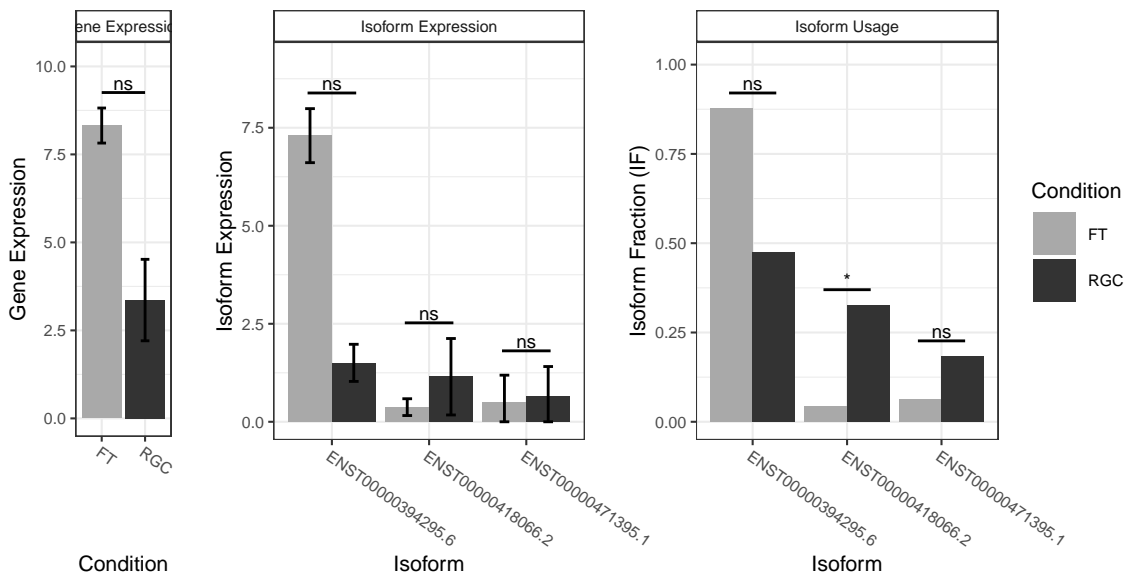 ene Expressio
Isoform Expression
Isoform Usage
Gene Expression
10.0
7.5
5.0
2.5
0.0
ns
FT
RGC
Condition
Isoform Expression
7.5
5.0
2.5
0.0
ns
ns
ns
ENST00000394295.6
ENST00000418066.2
ENST00000471395.1
Isoform
Isoform Fraction (IF)
1.00
0.75
0.50
0.25
0.00
ns
*
ns
ENST00000394295.6
ENST00000418066.2
ENST00000471395.1
Isoform
Condition
FT
RGC